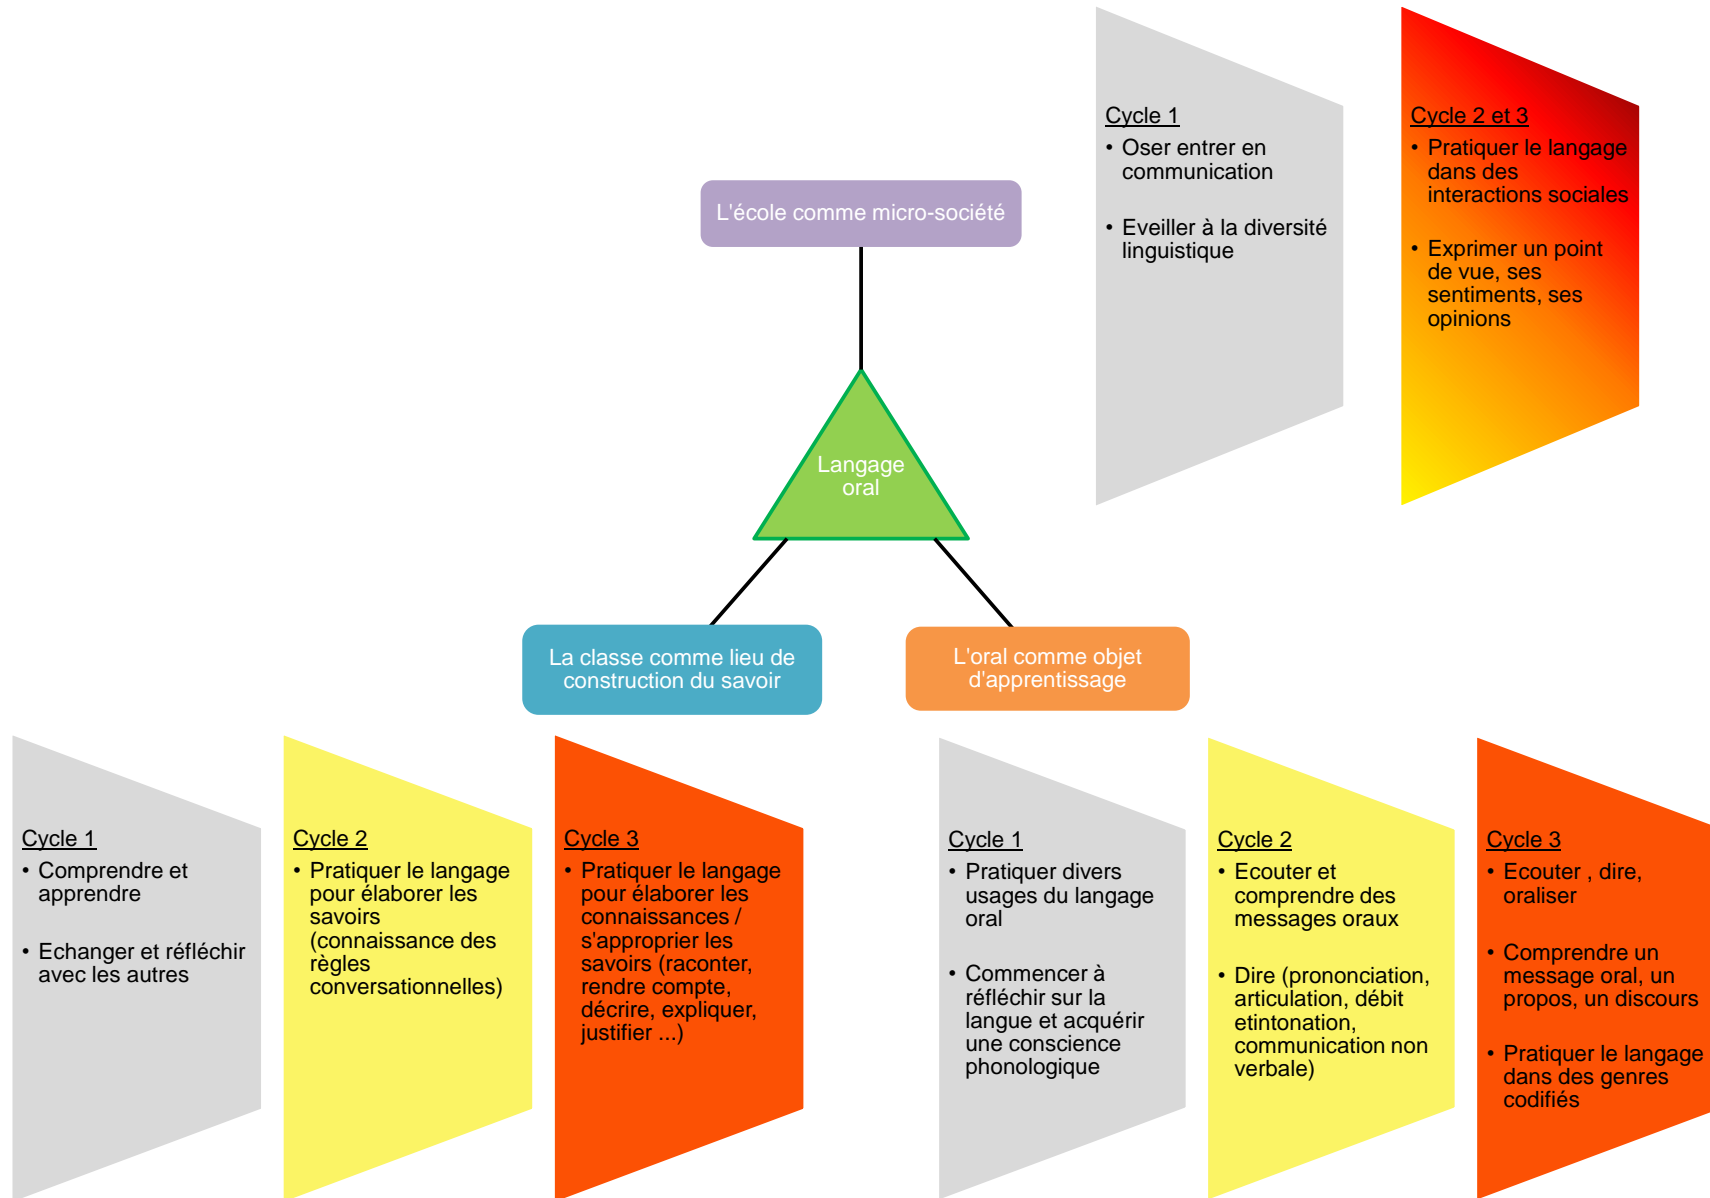 Cycle 1
• Oser entrer en
communication
• Eveiller à la diversité
linguistique
Cycle 2 et 3
• Pratiquer le langage
dans des
interactions sociales
• Exprimer un point
de vue, ses
sentiments, ses
opinions
L'école comme micro-société
Langage
oral
La classe comme lieu de
construction du savoir
L'oral comme objet
d'apprentissage
Cycle 1
• Comprendre et
apprendre
• Echanger et réfléchir
avec les autres
Cycle 2
• Pratiquer le langage
pour élaborer les
savoirs
(connaissance des
règles
conversationnelles)
Cycle 3
• Pratiquer le langage
pour élaborer les
connaissances /
s'approprier les
savoirs (raconter,
rendre compte,
décrire, expliquer,
justifier ...)
Cycle 1
• Pratiquer divers
usages du langage
oral
• Commencer à
réfléchir sur la
langue et acquérir
une conscience
phonologique
Cycle 2
• Ecouter et
comprendre des
messages oraux
• Dire (prononciation,
articulation, débit
etintonation,
communication non
verbale)
Cycle 3
• Ecouter , dire,
oraliser
• Comprendre un
message oral, un
propos, un discours
• Pratiquer le langage
dans des genres
codifiés